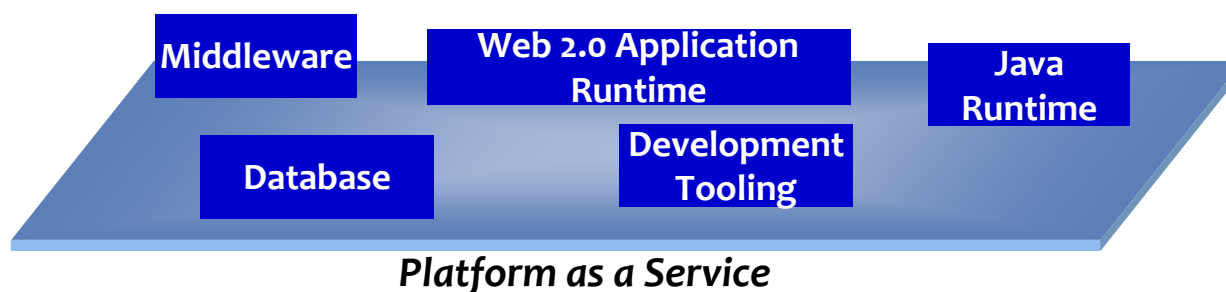 Middleware
Web 2.0 Application
Runtime
Java
Runtime
Database
Development
Tooling
Platform as a Service